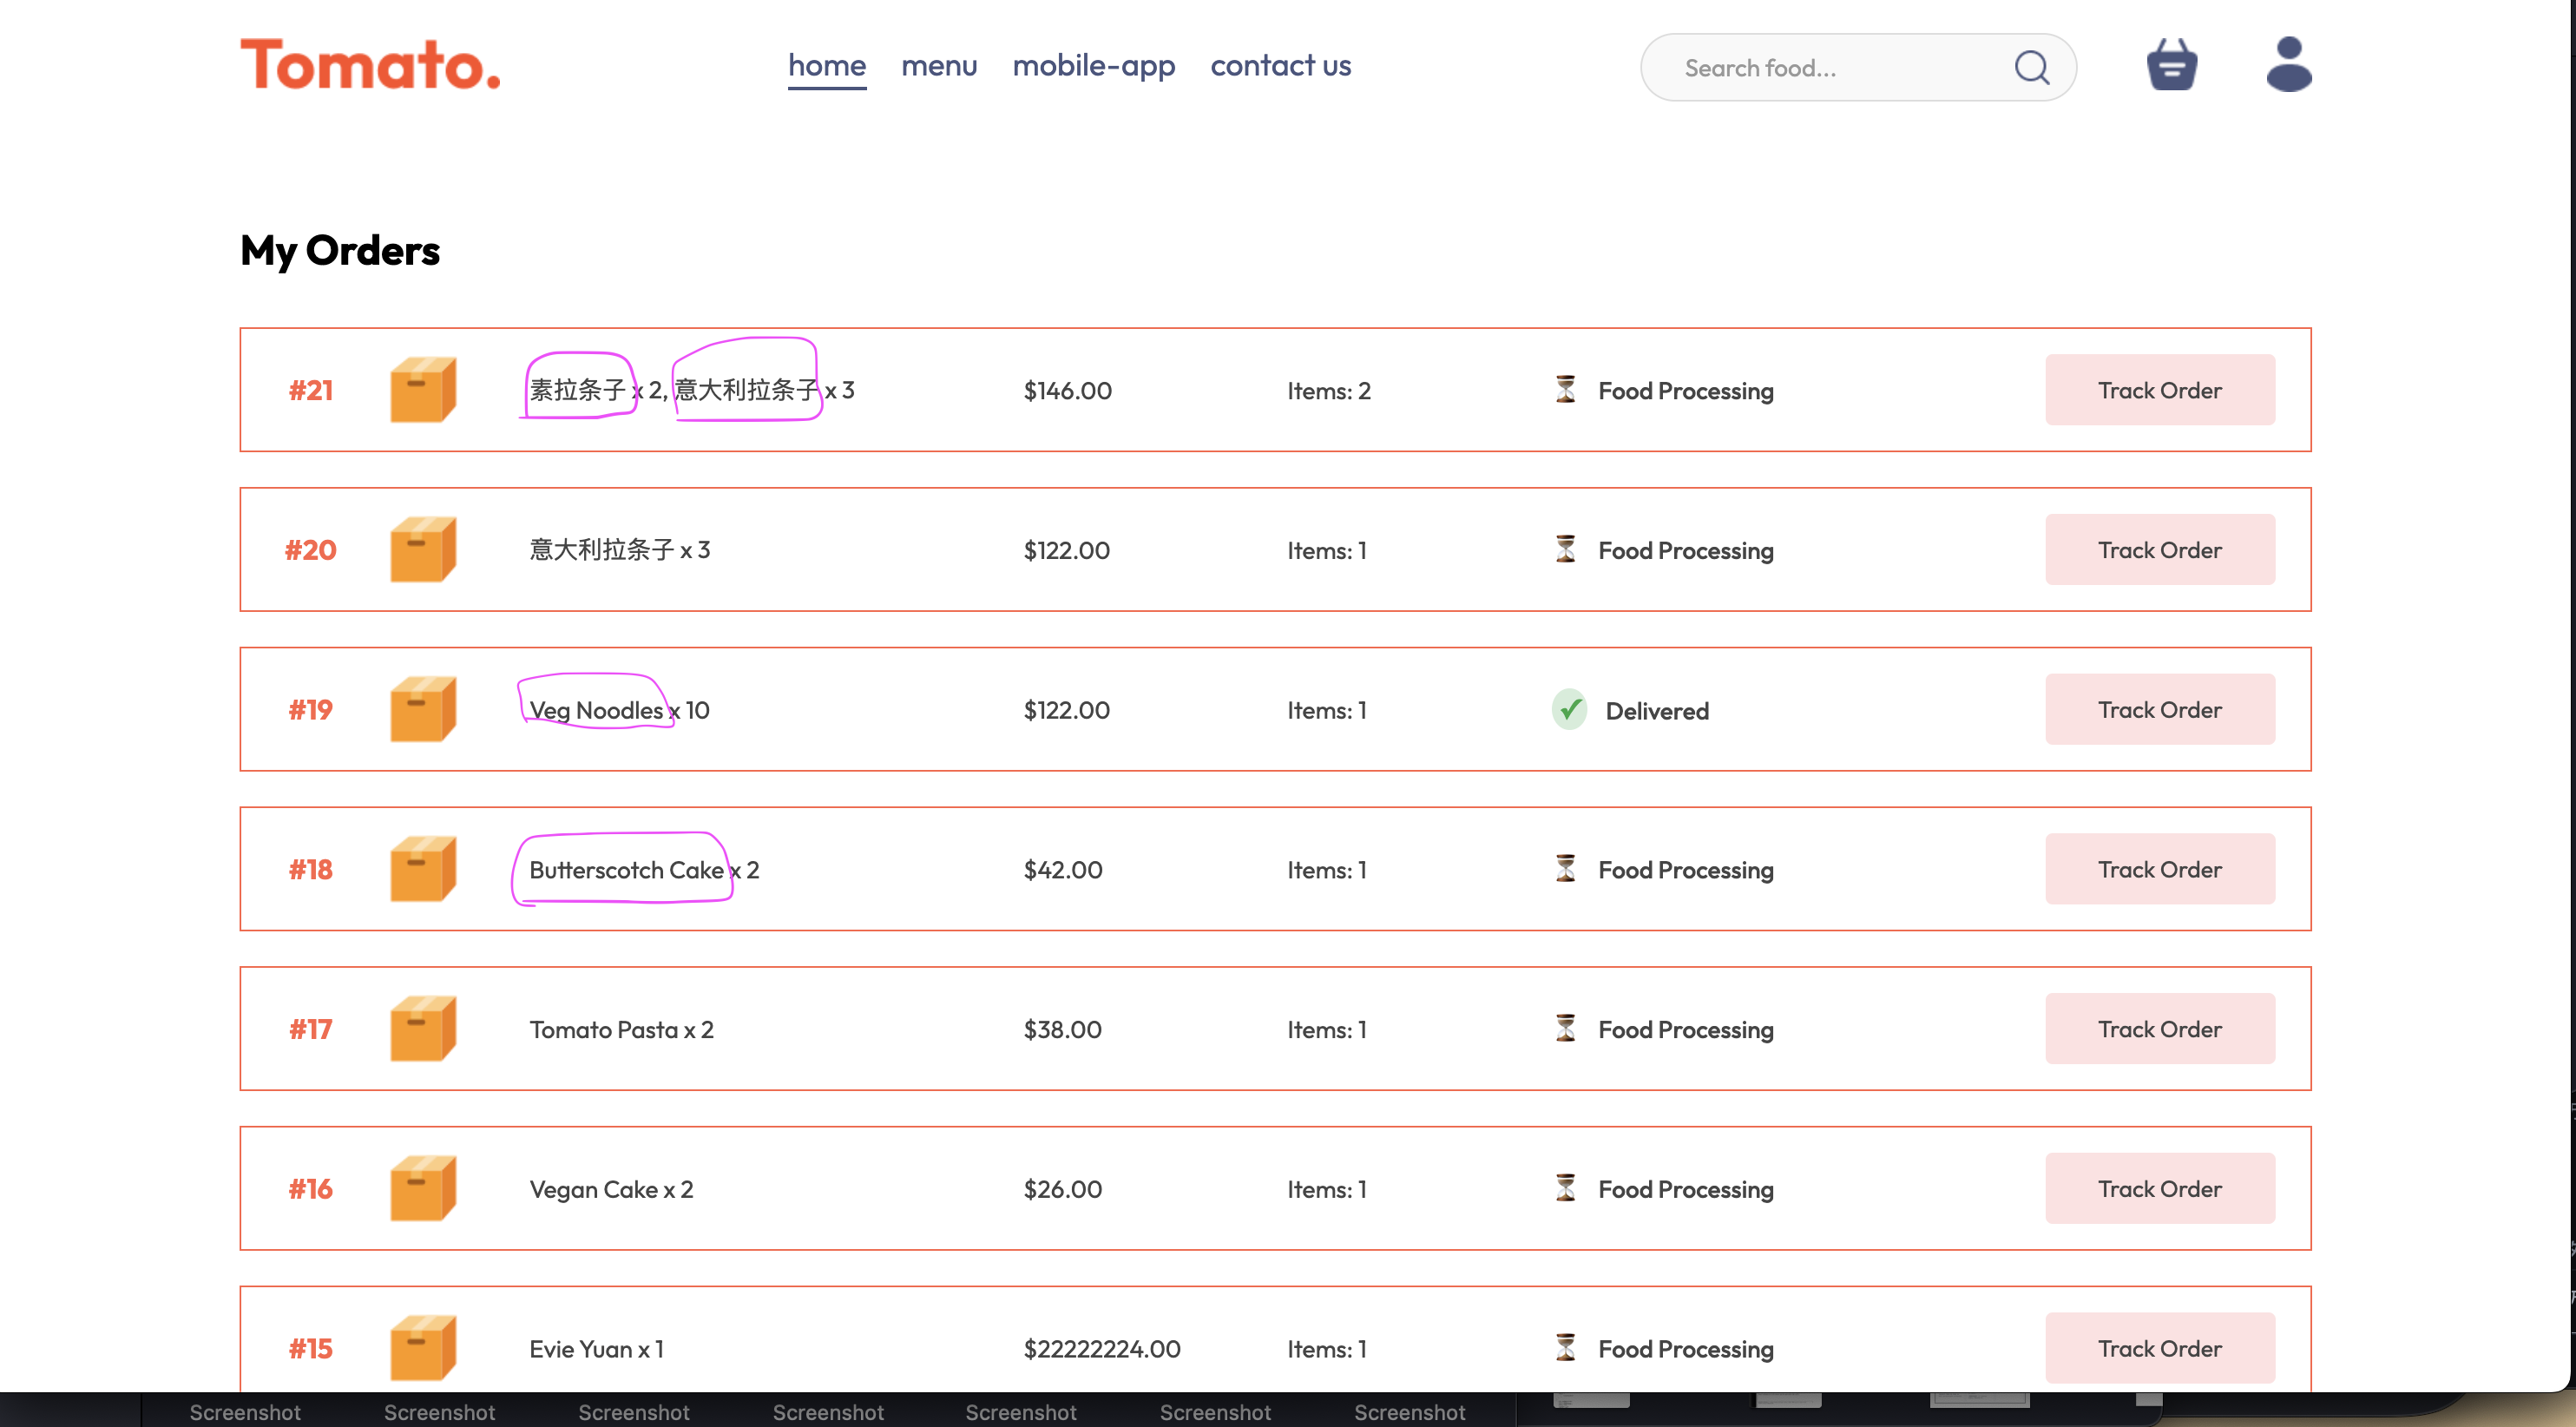 Tomato.
home menu mobile-app contact us
Search food...
My Orders
#21 素拉条子 x 2, 意大利拉条子 x 3 $146.00 Items: 2 Food Processing Track Order
#20 意大利拉条子 x 3 $122.00 Items: 1 Food Processing Track Order
#19 Veg Noodles x 10 $122.00 Items: 1 Delivered Track Order
#18 Butterscotch Cake x 2 $42.00 Items: 1 Food Processing Track Order
#17 Tomato Pasta x 2 $38.00 Items: 1 Food Processing Track Order
#16 Vegan Cake x 2 $26.00 Items: 1 Food Processing Track Order
#15 Evie Yuan x 1 $22222224.00 Items: 1 Food Processing Track Order
Screenshot Screenshot Screenshot Screenshot Screenshot Screenshot Screenshot